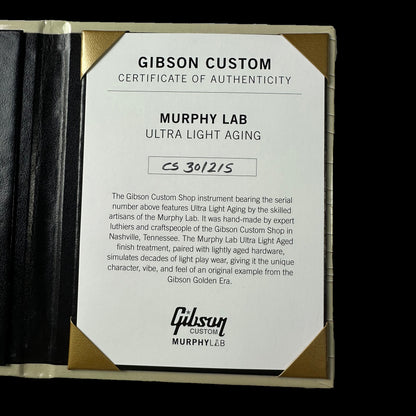 GIBSON CUSTOM
CERTIFICATE OF AUTHENTICITY
MURPHY LAB
ULTRA LIGHT AGING
CS 301215
The Gibson Custom Shop instrument bearing the serial
number above features Ultra Light Aging by the skilled
artisans of the Murphy Lab. It was hand-made by expert
luthiers and craftspeople of the Gibson Custom Shop in
Nashville, Tennessee. The Murphy Lab Ultra Light Aged
finish treatment, paired with lightly aged hardware,
simulates decades of light play wear, giving it the unique
character, vibe, and feel of an original example from the
Gibson Golden Era.
Gibson
CUSTOM
MURPHYLAB